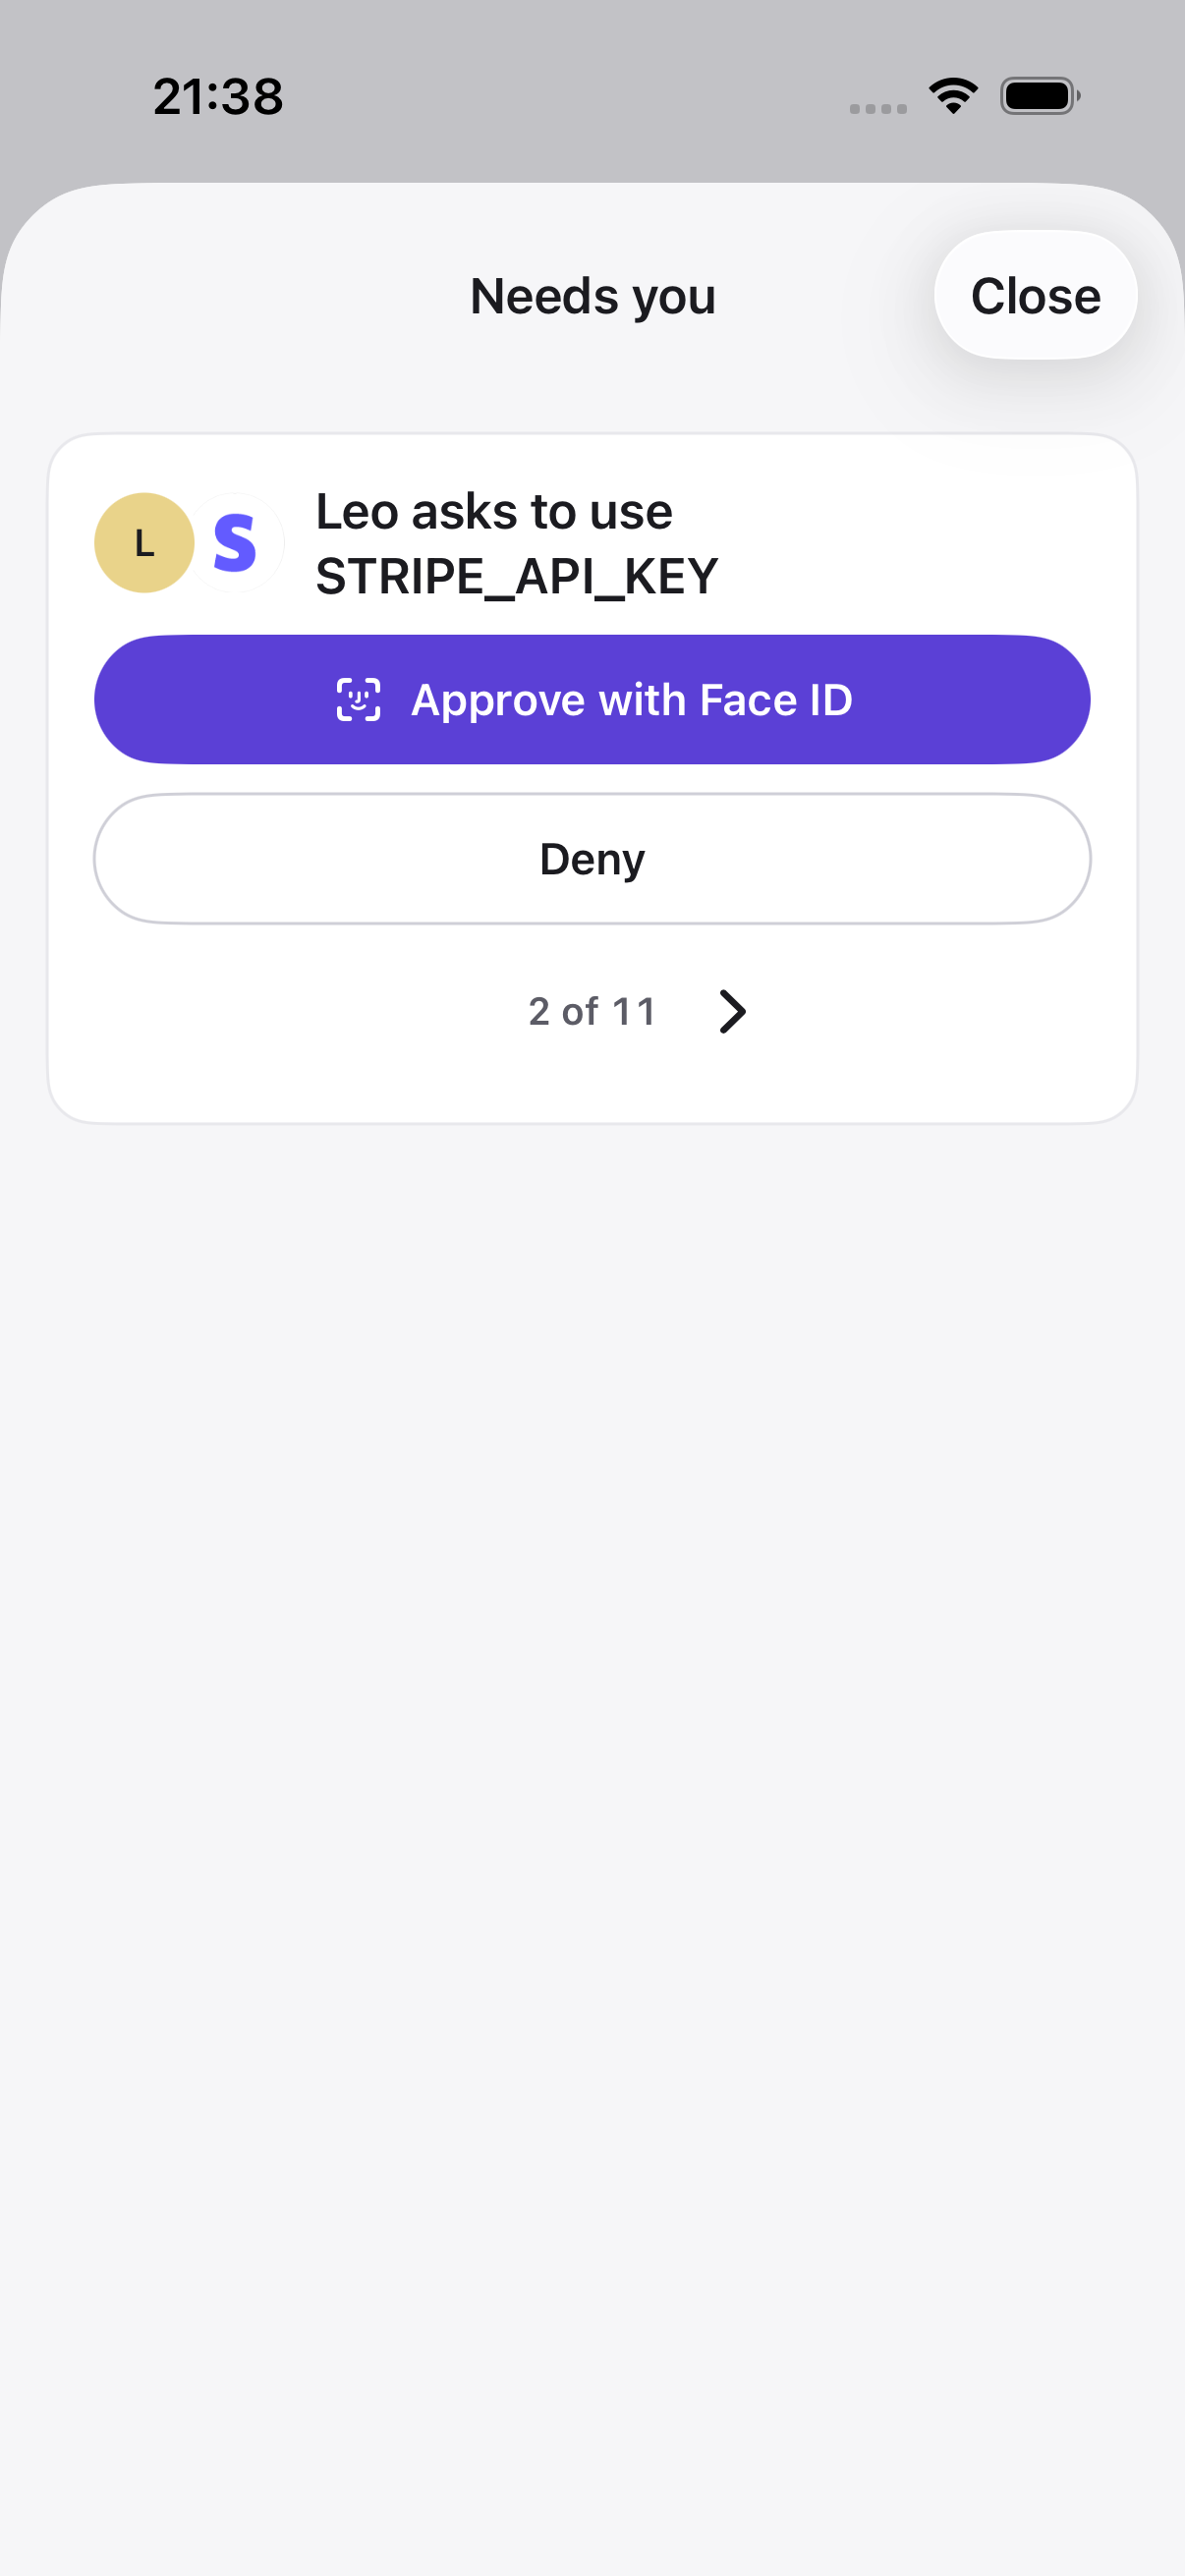 21:38
Needs you
Close
L
S
Leo asks to use
STRIPE_API_KEY
Approve with Face ID
Deny
2 of 11